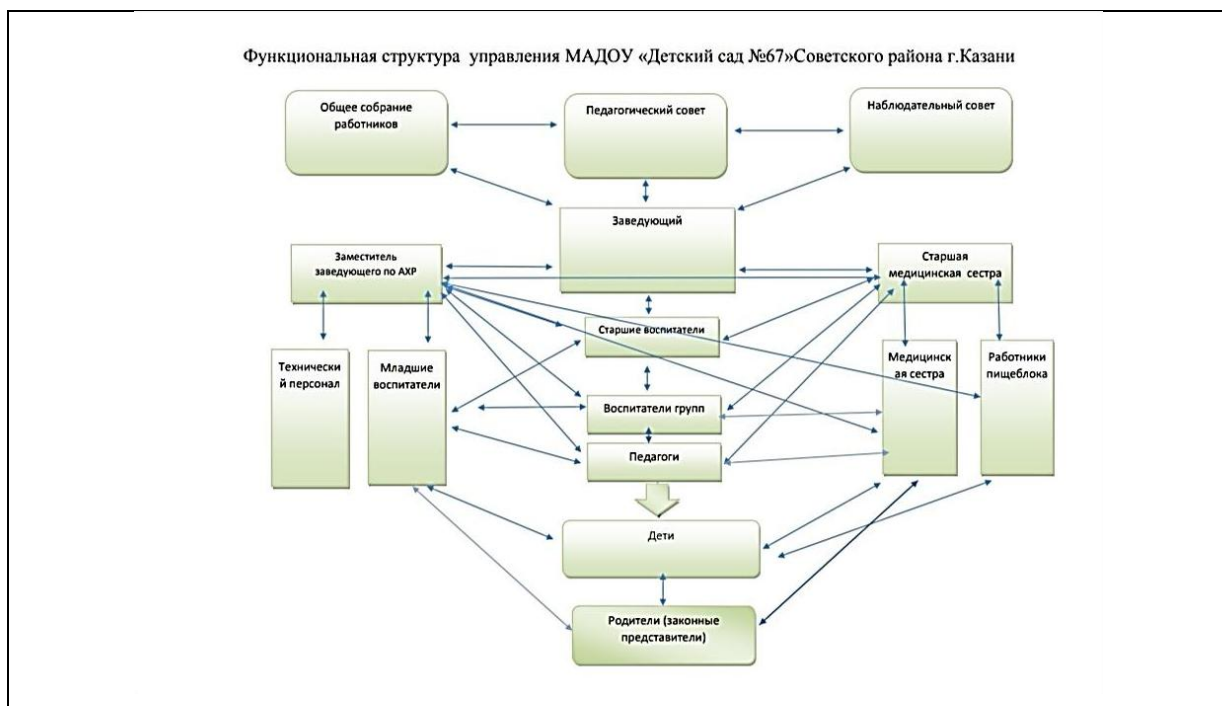 Функциональная структура управления МАДОУ «Детский сад №67»Советского района г.Казани
Общее собрание
работников
Педагогический совет
Наблюдательный совет
Заведующий
Заместитель
заведующего по АХР
Старшая
медицинская сестра
Старшие воспитатели
Технически
й персонал
Младшие
воспитатели
Медицинск
ая сестра
Работники
пищеблока
Воспитатели групп
Педагоги
Дети
Родители (законные
представители)